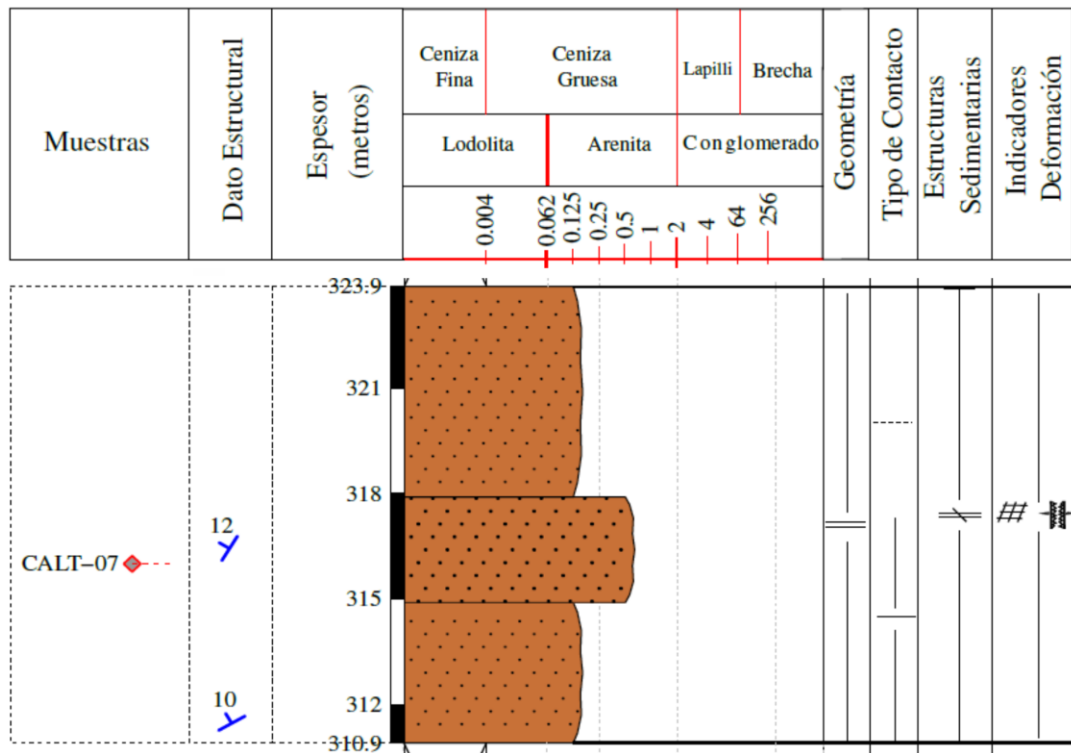 Muestras
Dato Estructural
Espesor
(metros)
Ceniza
Fina
Ceniza
Gruesa
Lapilli
Brecha
Lodolita
Arenita
Conglomerado
0.004
0.062
0.125
0.25
0.5
1
2
4
64
256
Geometría
Tipo de Contacto
Estructuras
Sedimentarias
Indicadores
Deformación
323.9
321
318
12
CALT-07
315
10
312
310.9